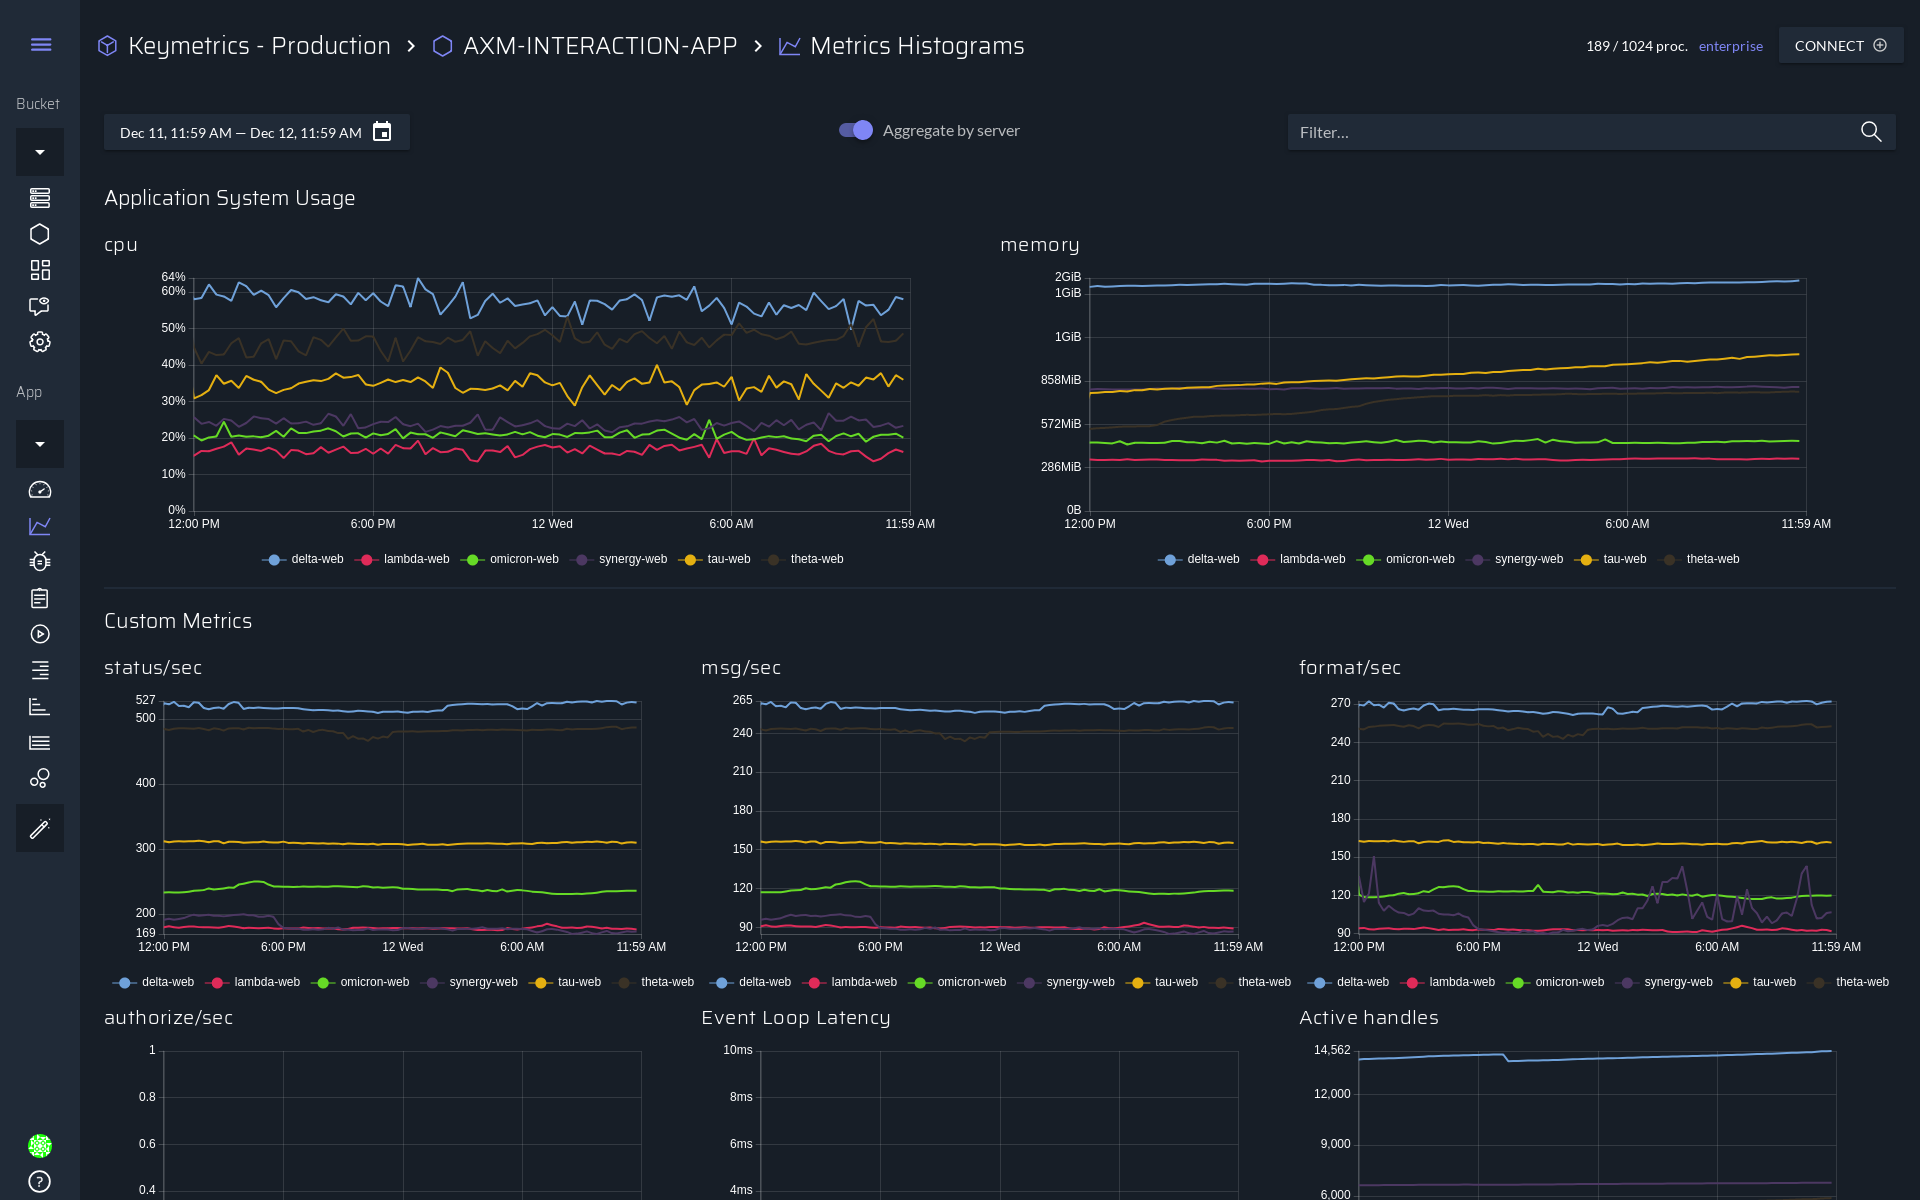 Keymetrics - Production > AXM-INTERACTION-APP > Metrics Histograms
189 / 1024 proc. enterprise CONNECT
Bucket
Dec 11, 11:59 AM — Dec 12, 11:59 AM
Aggregate by server
Filter...
Application System Usage
cpu
64%
60%
50%
40%
30%
20%
10%
0%
12:00 PM 6:00 PM 12 Wed 6:00 AM 11:59 AM
delta-web lambda-web omicron-web synergy-web tau-web theta-web
memory
2GiB
1GiB
1GiB
858MiB
572MiB
286MiB
0B
12:00 PM 6:00 PM 12 Wed 6:00 AM 11:59 AM
delta-web lambda-web omicron-web synergy-web tau-web theta-web
App
Custom Metrics
status/sec
527
500
400
300
200
169
12:00 PM 6:00 PM 12 Wed 6:00 AM 11:59 AM
delta-web lambda-web omicron-web synergy-web tau-web theta-web
msg/sec
265
240
210
180
150
120
90
12:00 PM 6:00 PM 12 Wed 6:00 AM 11:59 AM
delta-web lambda-web omicron-web synergy-web tau-web theta-web
format/sec
270
240
210
180
150
120
90
12:00 PM 6:00 PM 12 Wed 6:00 AM 11:59 AM
delta-web lambda-web omicron-web synergy-web tau-web theta-web
authorize/sec
1
0.8
0.6
0.4
Event Loop Latency
10ms
8ms
6ms
4ms
Active handles
14,562
12,000
9,000
6,000
?